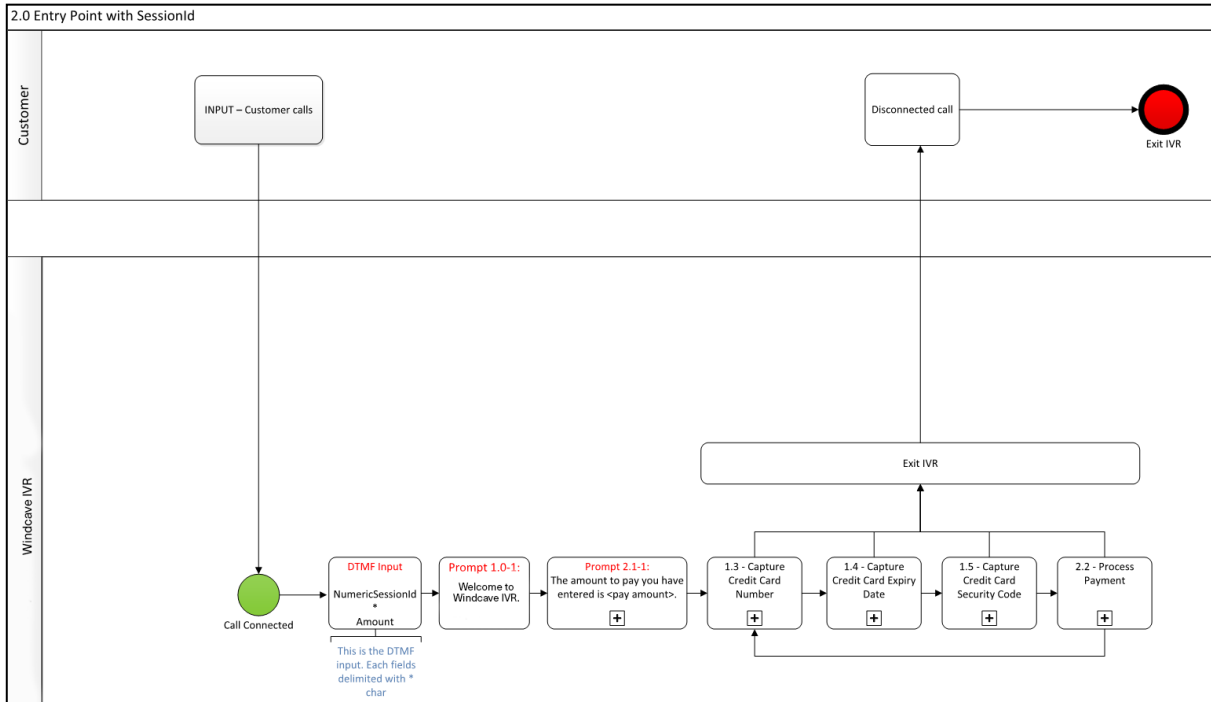 2.0 Entry Point with SessionId
Customer
INPUT – Customer calls
Disconnected call
Exit IVR
Windcave IVR
Exit IVR
Call Connected
DTMF Input
NumericSessionId
*
Amount
This is the DTMF
input. Each fields
delimited with *
char
Prompt 1.0-1:
Welcome to
Windcave IVR.
Prompt 2.1-1:
The amount to pay you have
entered is <pay amount>.
1.3 - Capture
Credit Card
Number
1.4 - Capture
Credit Card Expiry
Date
1.5 - Capture
Credit Card
Security Code
2.2 - Process
Payment